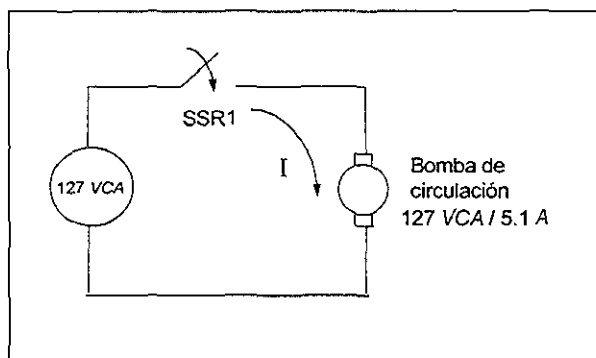 SSR1
I
127 VCA
Bomba de
circulación
127 VCA / 5.1 A